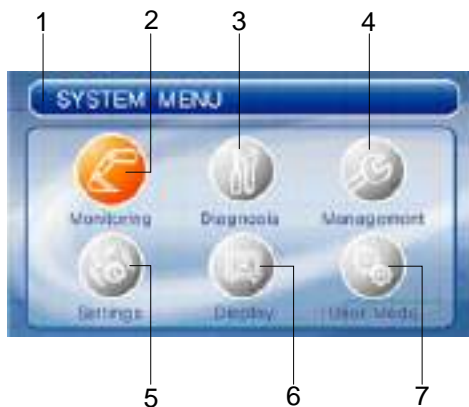 1 2 3 4
SYSTEM MENU
Monitoring Diagnosis Management
Settings Display User Mode
5 6 7